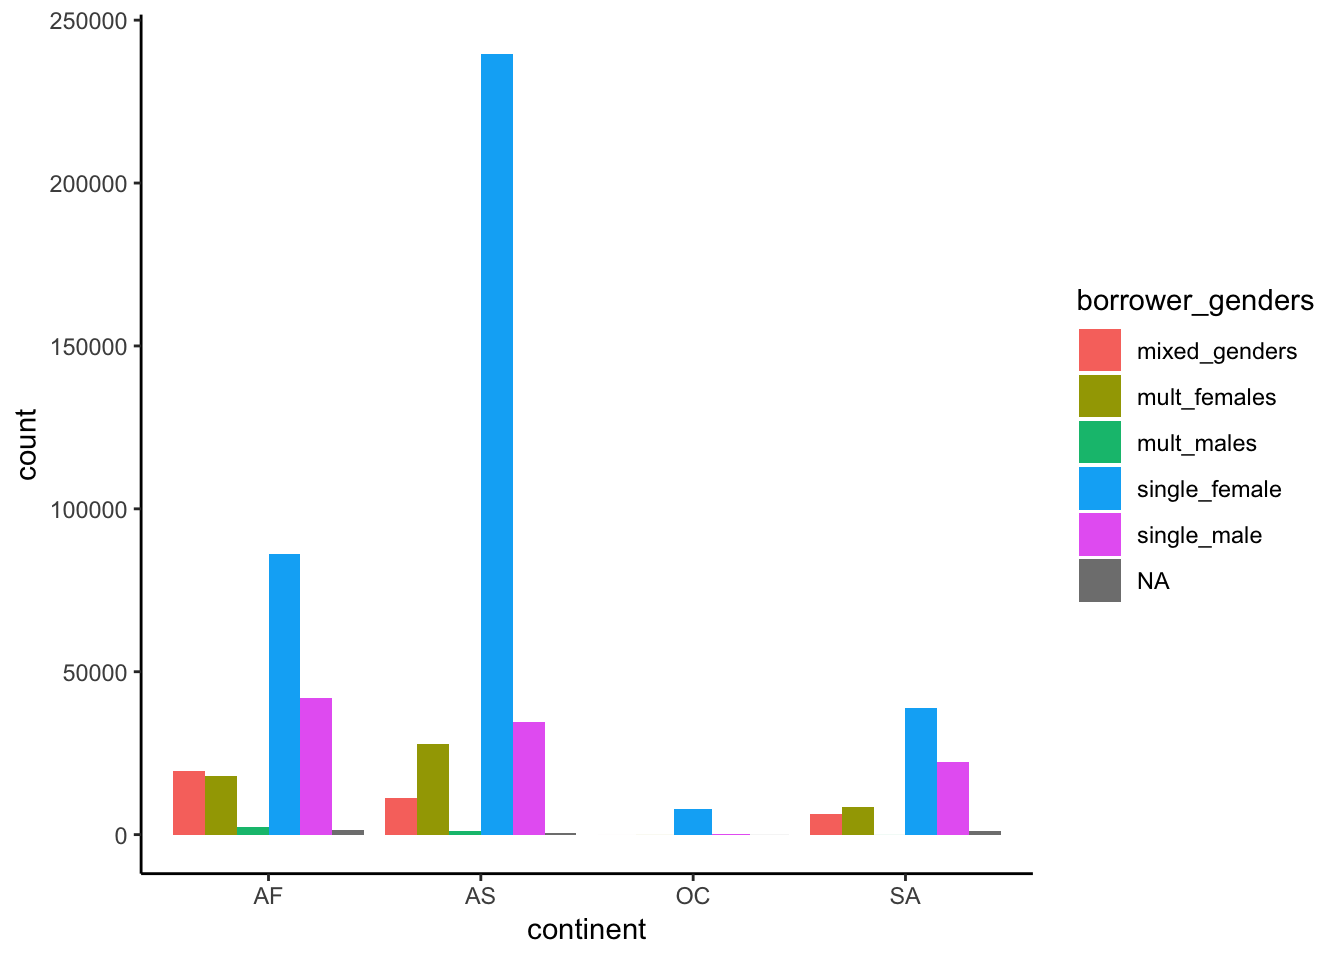 250000
200000
150000
100000
50000
0
count
AF
AS
OC
SA
continent
borrower_genders
mixed_genders
mult_females
mult_males
single_female
single_male
NA